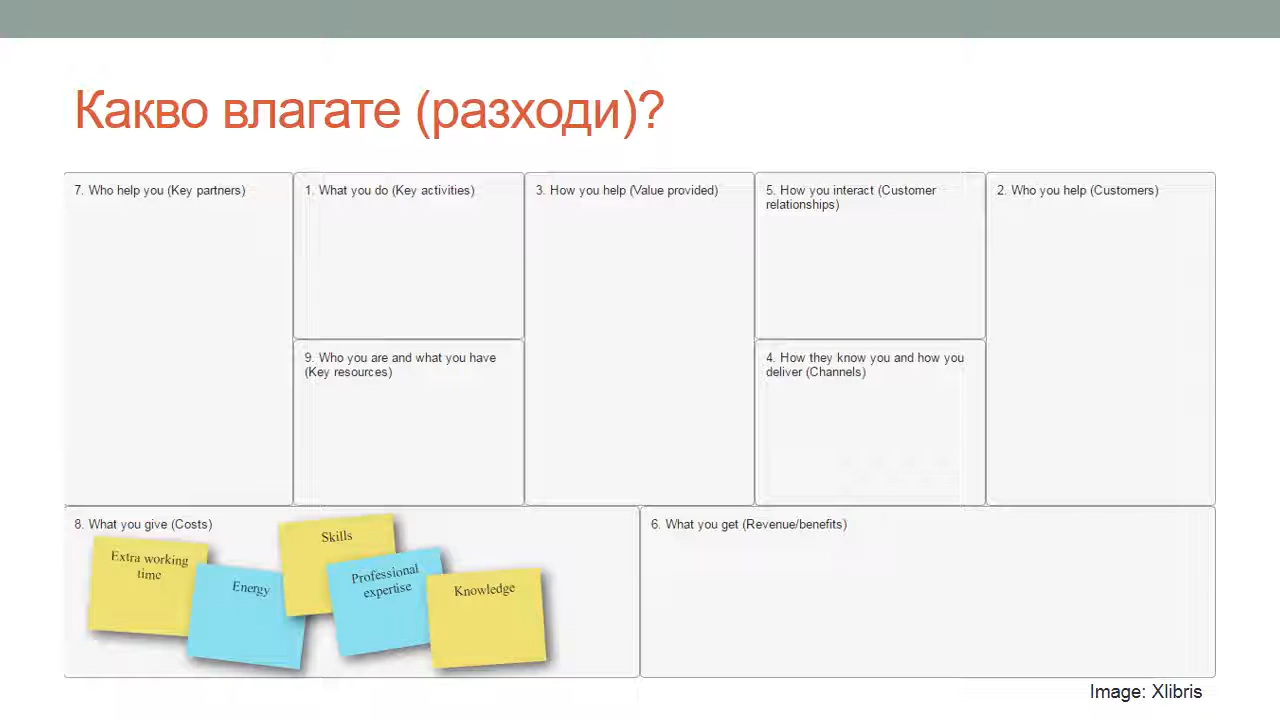 Какво влагате (разходи)?
7. Who help you (Key partners)
1. What you do (Key activities)
3. How you help (Value provided)
5. How you interact (Customer
relationships)
2. Who you help (Customers)
9. Who you are and what you have
(Key resources)
4. How they know you and how you
deliver (Channels)
8. What you give (Costs)
Extra working
time
Energy
Skills
Professional
expertise
Knowledge
6. What you get (Revenue/benefits)
Image: Xlibris